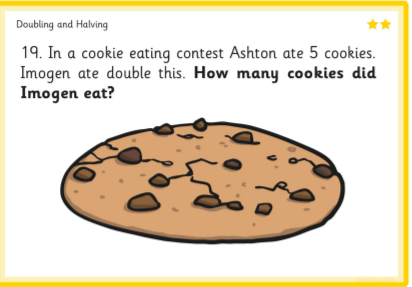 Doubling and Halving
19. In a cookie eating contest Ashton ate 5 cookies.
Imogen ate double this. How many cookies did
Imogen eat?